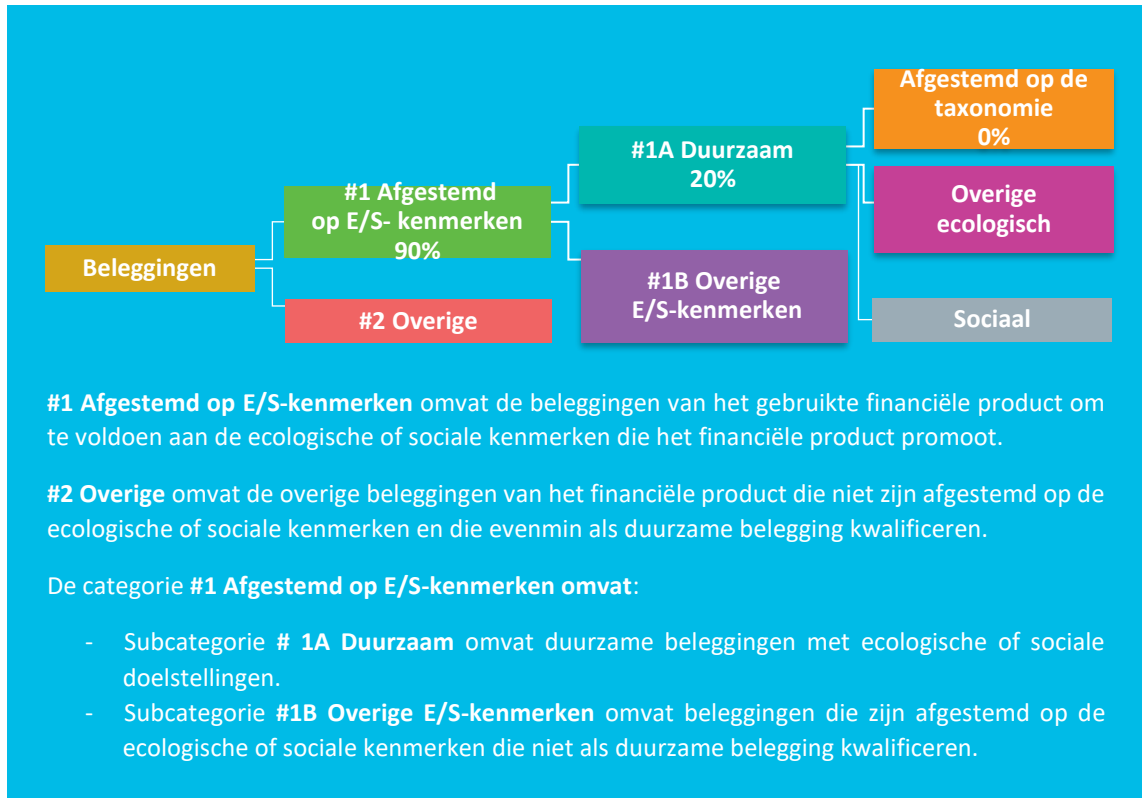 Beleggingen
#1 Afgestemd
op E/S- kenmerken
90%
#2 Overige
#1A Duurzaam
20%
#1B Overige
E/S-kenmerken
Afgestemd op de
taxonomie
0%
Overige
ecologisch
Sociaal
#1 Afgestemd op E/S-kenmerken omvat de beleggingen van het gebruikte financiële product om
te voldoen aan de ecologische of sociale kenmerken die het financiële product promoot.
#2 Overige omvat de overige beleggingen van het financiële product die niet zijn afgestemd op de
ecologische of sociale kenmerken en die evenmin als duurzame belegging kwalificeren.
De categorie #1 Afgestemd op E/S-kenmerken omvat:
- Subcategorie # 1A Duurzaam omvat duurzame beleggingen met ecologische of sociale
doelstellingen.
- Subcategorie #1B Overige E/S-kenmerken omvat beleggingen die zijn afgestemd op de
ecologische of sociale kenmerken die niet als duurzame belegging kwalificeren.